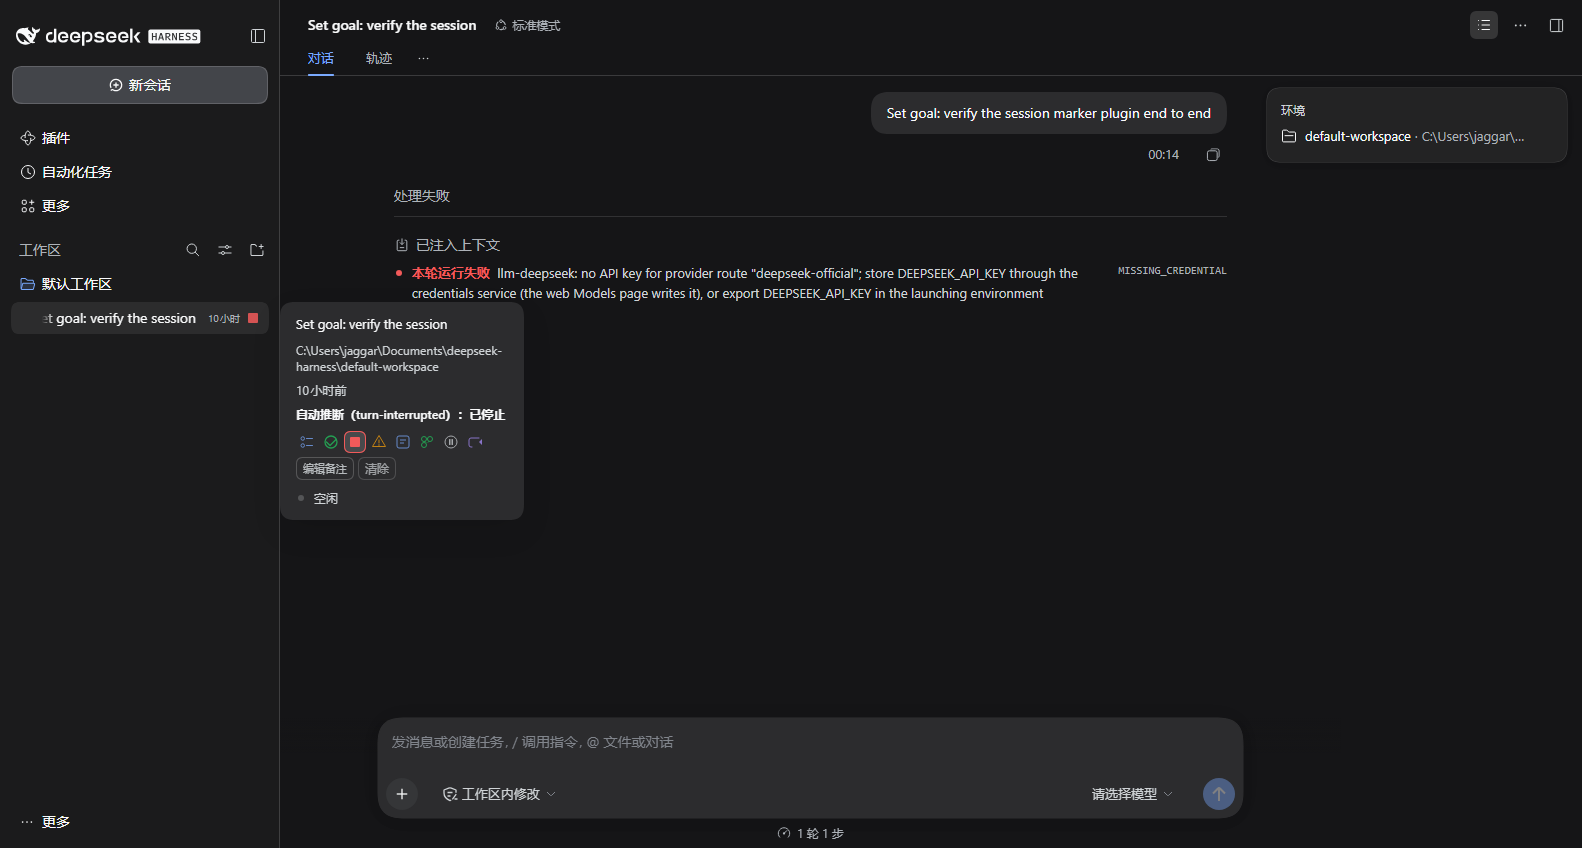 deepseek HARNESS
新会话
插件
自动化任务
更多
工作区
默认工作区
t goal: verify the session 10小时
更多
Set goal: verify the session 标准模式
对话 轨迹 ···
Set goal: verify the session marker plugin end to end
00:14
处理失败
已注入上下文
本轮运行失败 llm-deepseek: no API key for provider route "deepseek-official"; store DEEPSEEK_API_KEY through the
credentials service (the web Models page writes it), or export DEEPSEEK_API_KEY in the launching environment
MISSING_CREDENTIAL
Set goal: verify the session
C:\Users\jaggar\Documents\deepseek-
harness\default-workspace
10小时前
自动推断（turn-interrupted）：已停止
编辑备注 清除
空闲
环境
default-workspace · C:\Users\jaggar\...
发消息或创建任务, / 调用指令, @ 文件或对话
工作区内修改
请选择模型
1 轮 1 步